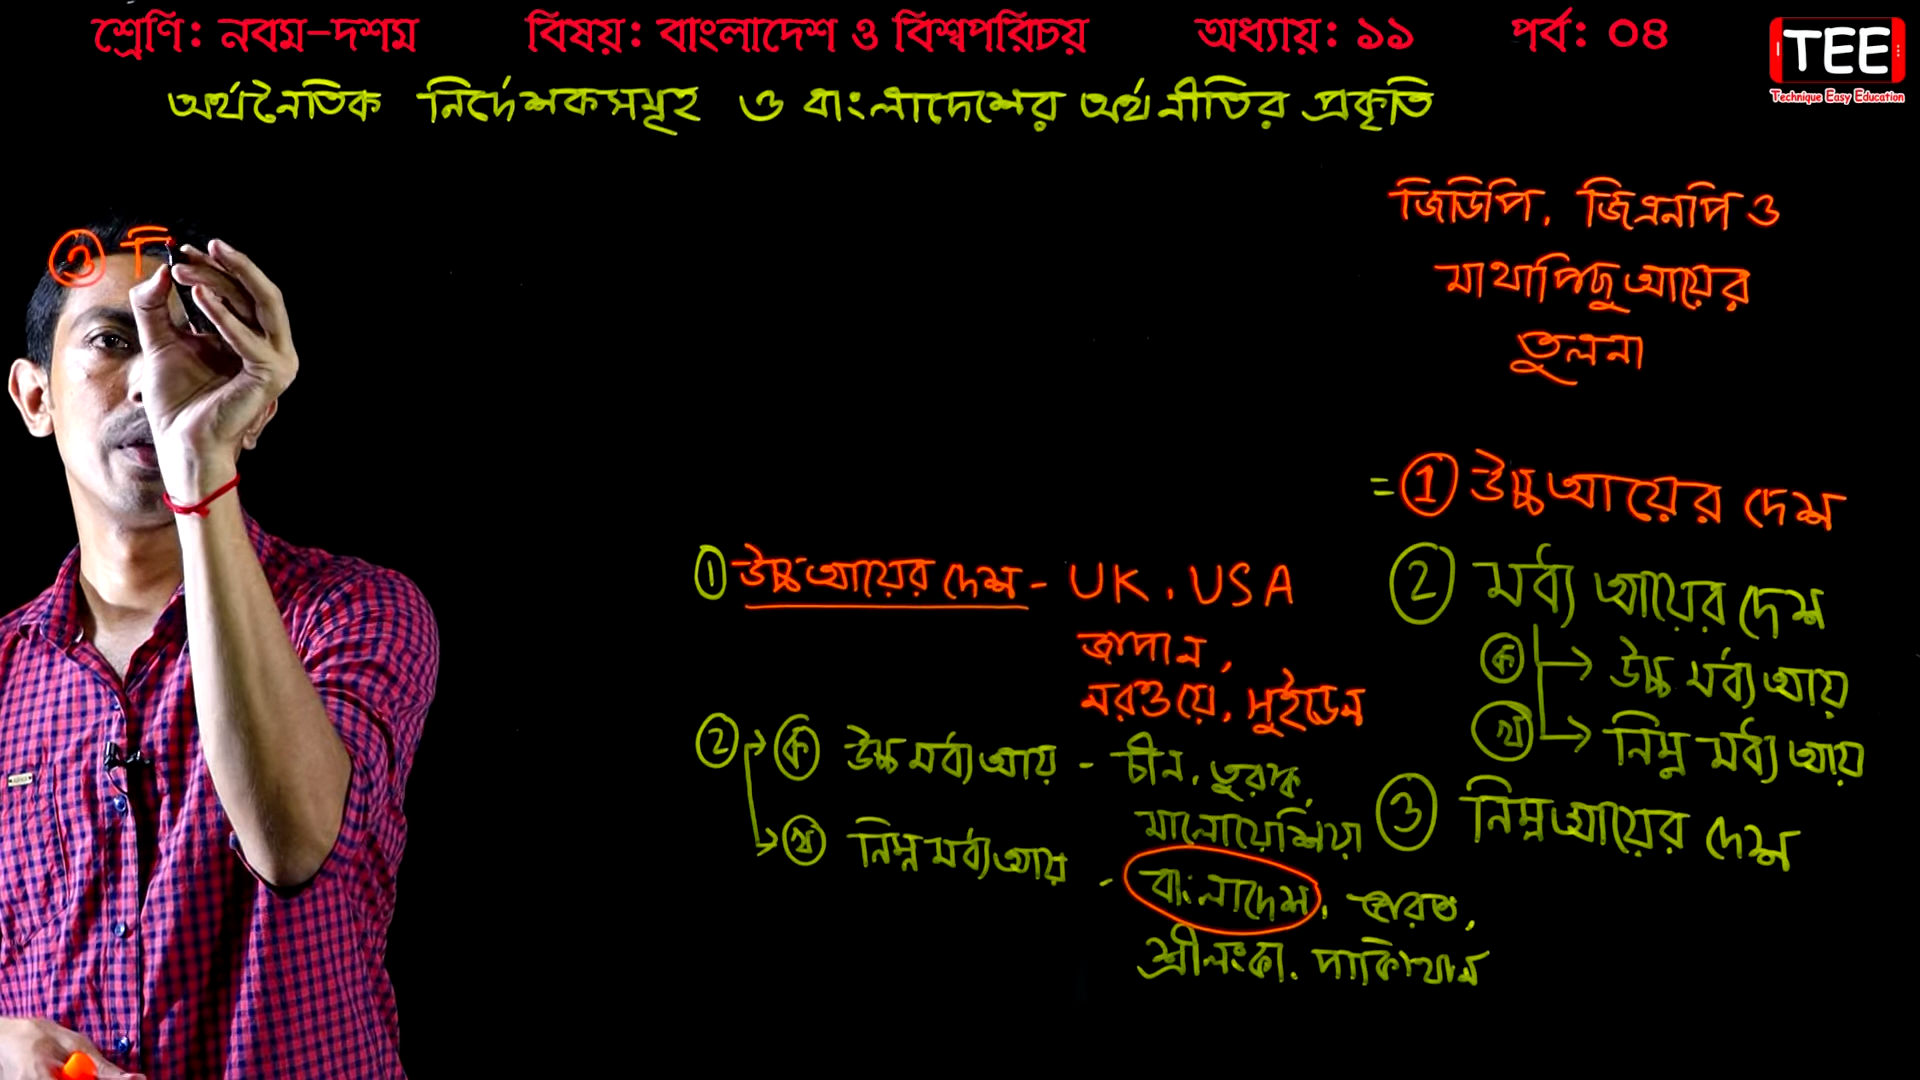 শ্রেণি: নবম-দশম বিষয়: বাংলাদেশ ও বিশ্বপরিচয় অধ্যায়: ১১ পর্ব: ০৪
TEE
Technique Easy Education
অর্থনৈতিক নির্দেশকসমূহ ও বাংলাদেশের অর্থনীতির প্রকৃতি
জিডিপি, জিএনপি ও
মাথাপিছু আয়ের
তুলনা
৩ নি
= 1 উচ্চ আয়ের দেশ
2 মধ্য আয়ের দেশ
ক → উচ্চ মধ্য আয়
খ → নিম্ন মধ্য আয়
3 নিম্ন আয়ের দেশ
1 উচ্চ আয়ের দেশ - UK, USA
জাপান,
নরওয়ে, সুইডেন
2 → ক উচ্চ মধ্য আয় - চীন, তুরস্ক,
মালোয়েশিয়া
→ খ নিম্ন মধ্য আয় - বাংলাদেশ, ভারত,
শ্রীলংকা, পাকিস্তান